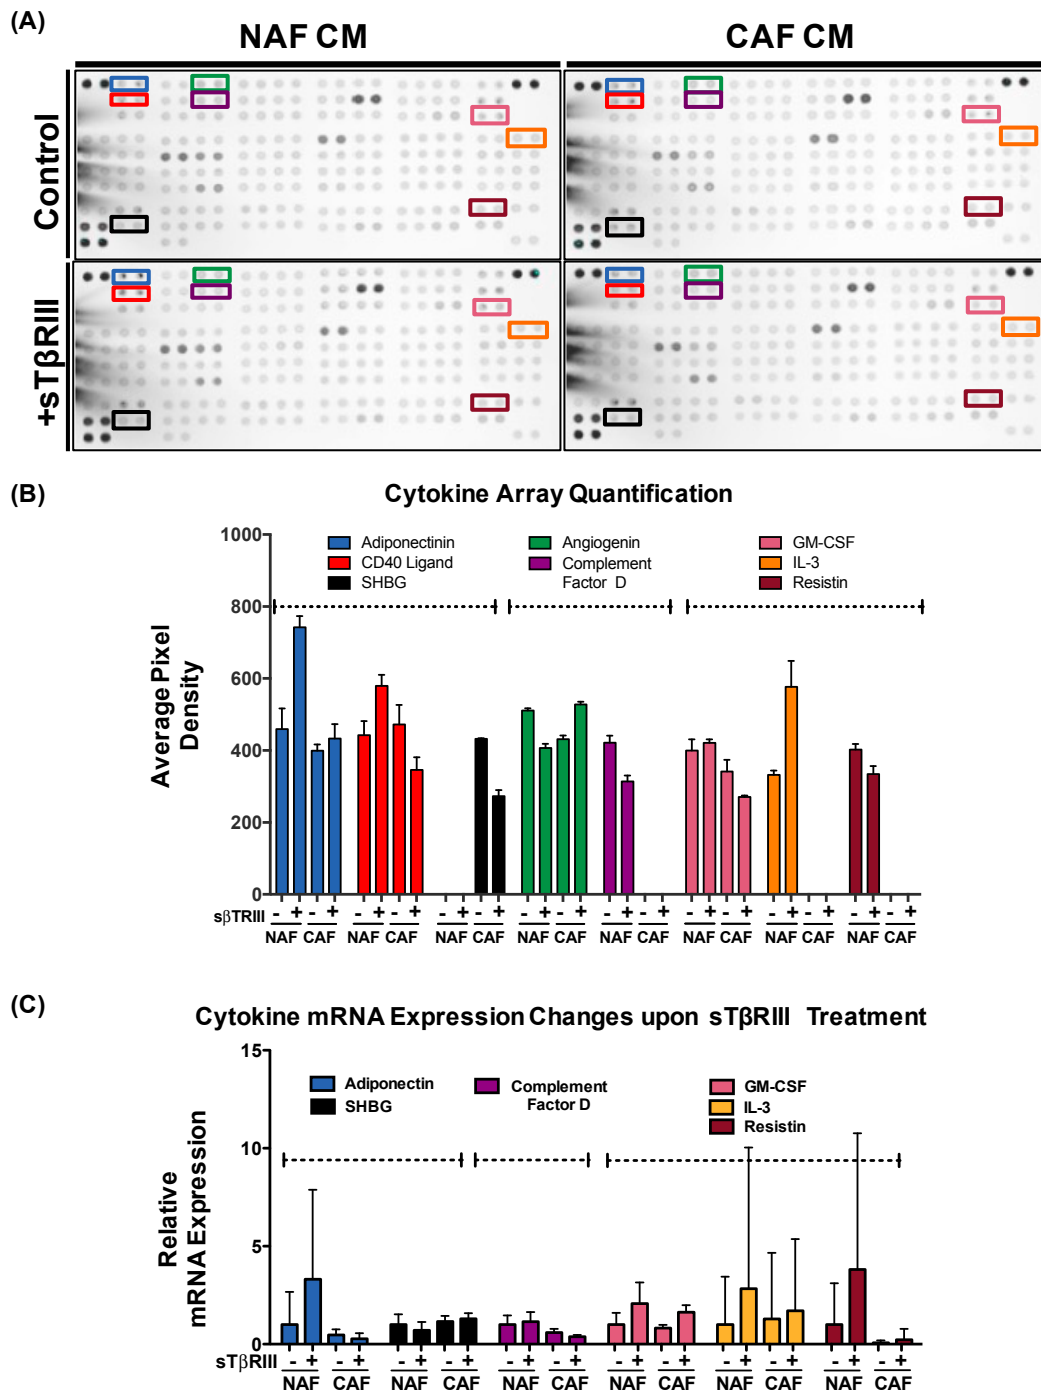 (A)
NAF CM
CAF CM
Control
+sTβRIII
(B)
Cytokine Array Quantification
Average Pixel
Density
1000
800
600
400
200
0
Adiponectinin
CD40 Ligand
SHBG
Angiogenin
Complement
Factor D
GM-CSF
IL-3
Resistin
sβTRIII
- + - + - + - + - + - + - + - + - + - + - + - + - + - + - + - +
NAF CAF NAF CAF NAF CAF NAF CAF NAF CAF NAF CAF NAF CAF NAF CAF
(C)
Cytokine mRNA Expression Changes upon sTβRIII Treatment
Relative
mRNA Expression
15
10
5
0
Adiponectin
SHBG
Complement
Factor D
GM-CSF
IL-3
Resistin
sTβRIII
- + - + - + - + - + - + - + - + - + - + - + - +
NAF CAF NAF CAF NAF CAF NAF CAF NAF CAF NAF CAF